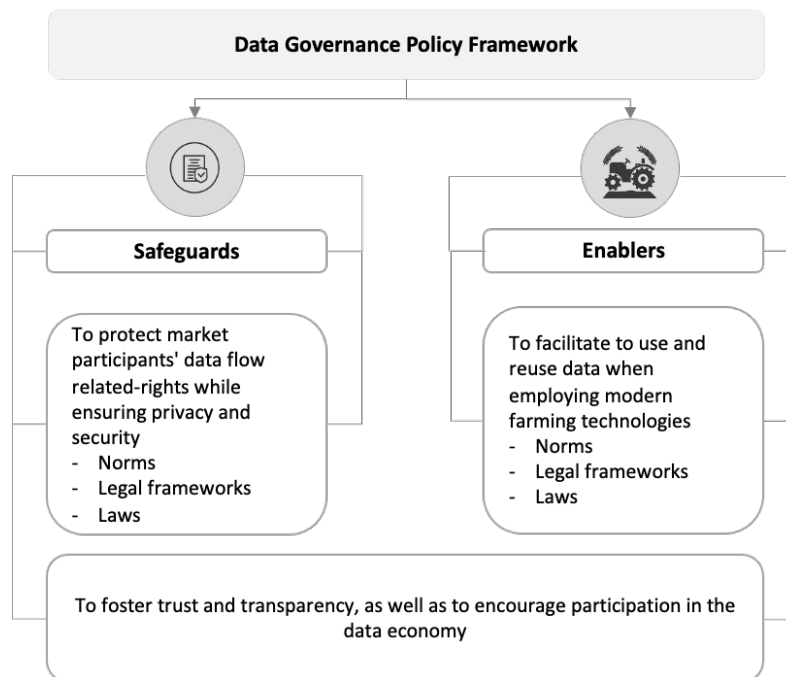 Data Governance Policy Framework
Safeguards
To protect market
participants' data flow
related-rights while
ensuring privacy and
security
- Norms
- Legal frameworks
- Laws
Enablers
To facilitate to use and
reuse data when
employing modern
farming technologies
- Norms
- Legal frameworks
- Laws
To foster trust and transparency, as well as to encourage participation in the
data economy